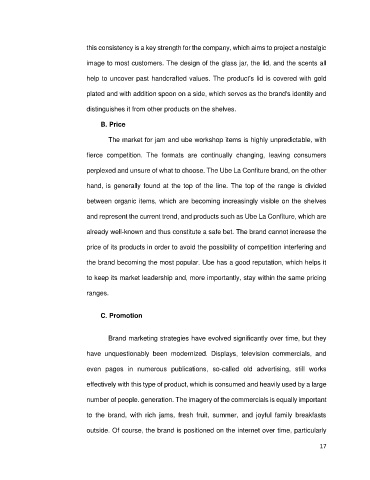 this consistency is a key strength for the company, which aims to project a nostalgic
image to most customers. The design of the glass jar, the lid, and the scents all
help to uncover past handcrafted values. The product's lid is covered with gold
plated and with addition spoon on a side, which serves as the brand's identity and
distinguishes it from other products on the shelves.
B. Price
The market for jam and ube workshop items is highly unpredictable, with
fierce competition. The formats are continually changing, leaving consumers
perplexed and unsure of what to choose. The Ube La Confiture brand, on the other
hand, is generally found at the top of the line. The top of the range is divided
between organic items, which are becoming increasingly visible on the shelves
and represent the current trend, and products such as Ube La Confiture, which are
already well-known and thus constitute a safe bet. The brand cannot increase the
price of its products in order to avoid the possibility of competition interfering and
the brand becoming the most popular. Ube has a good reputation, which helps it
to keep its market leadership and, more importantly, stay within the same pricing
ranges.
C. Promotion
Brand marketing strategies have evolved significantly over time, but they
have unquestionably been modernized. Displays, television commercials, and
even pages in numerous publications, so-called old advertising, still works
effectively with this type of product, which is consumed and heavily used by a large
number of people. generation. The imagery of the commercials is equally important
to the brand, with rich jams, fresh fruit, summer, and joyful family breakfasts
outside. Of course, the brand is positioned on the internet over time, particularly
17